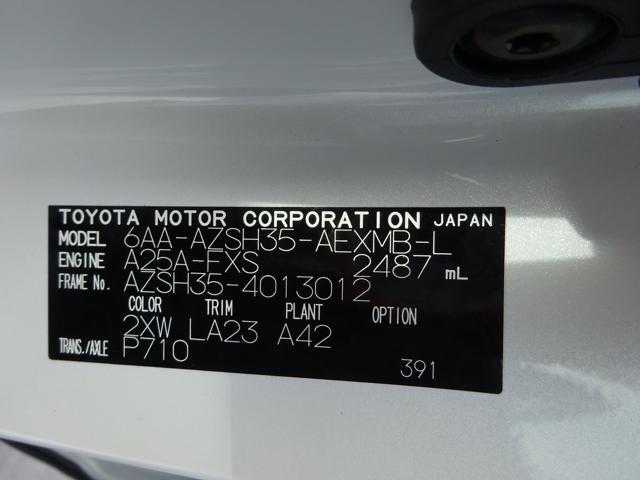 TOYOTA MOTOR CORPORATION JAPAN
MODEL 6AA-AZSH35-AEXMB-L
ENGINE A25A-FXS 2487 mL
FRAME No. AZSH35-4013012
COLOR TRIM PLANT OPTION
2XW LA23 A42
TRANS./AXLE P710
391